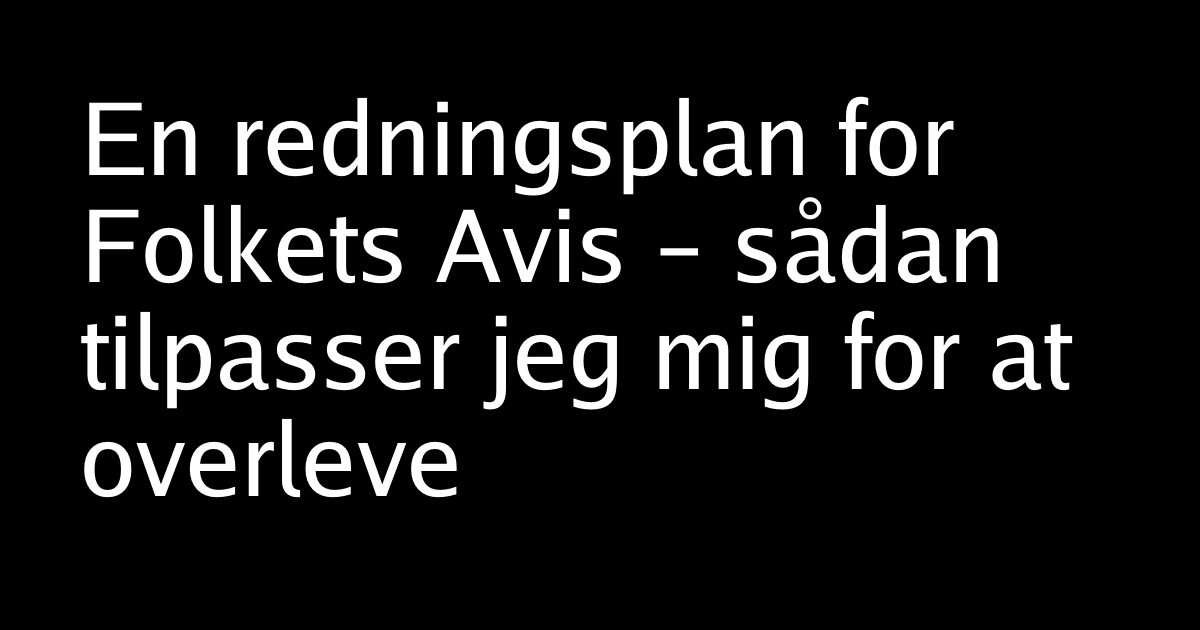 En redningsplan for
Folkets Avis – sådan
tilpasser jeg mig for at
overleve